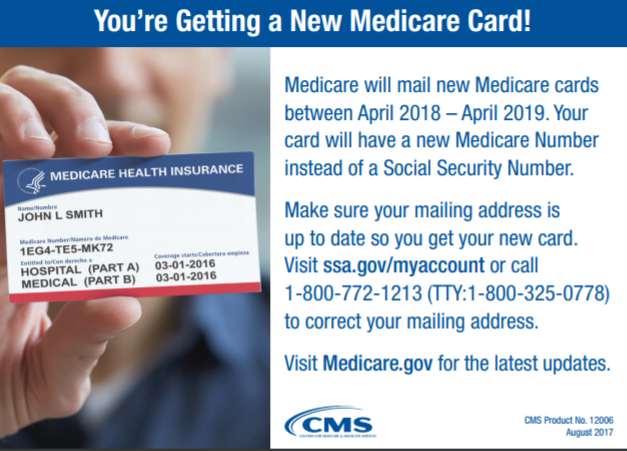 You're Getting a New Medicare Card!
MEDICARE HEALTH INSURANCE
Name/Nombre
JOHN L SMITH
Medicare Number/Número de Medicare
1EG4-TE5-MK72
Entitled to/Con derecho a
Coverage starts/Cobertura empieza
HOSPITAL (PART A) 03-01-2016
MEDICAL (PART B) 03-01-2016
Medicare will mail new Medicare cards
between April 2018 – April 2019. Your
card will have a new Medicare Number
instead of a Social Security Number.
Make sure your mailing address is
up to date so you get your new card.
Visit ssa.gov/myaccount or call
1-800-772-1213 (TTY:1-800-325-0778)
to correct your mailing address.
Visit Medicare.gov for the latest updates.
CMS
CENTERS FOR MEDICARE & MEDICAID SERVICES
CMS Product No. 12006
August 2017